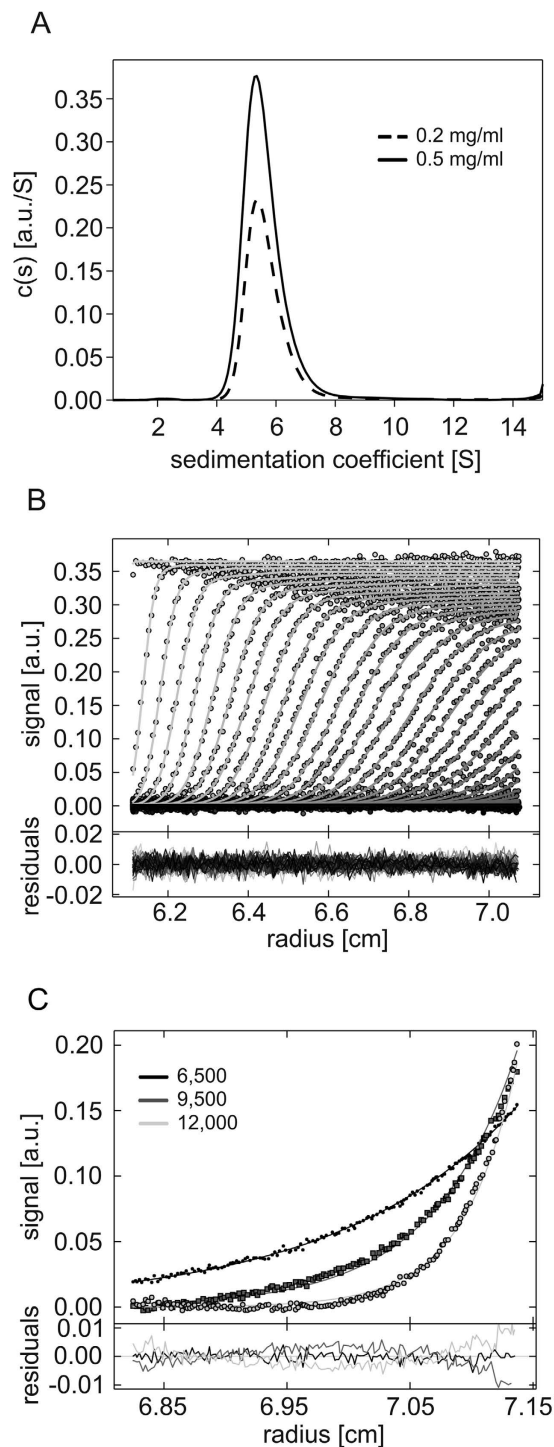 A
0.35
0.30
0.25
0.20
0.15
0.10
0.05
0.00
c(s) [a.u./S]
0.2 mg/ml
0.5 mg/ml
2 4 6 8 10 12 14
sedimentation coefficient [S]
B
0.35
0.30
0.25
0.20
0.15
0.10
0.05
0.00
signal [a.u.]
0.02
0.00
-0.02
residuals
6.2 6.4 6.6 6.8 7.0
radius [cm]
C
0.20
0.15
0.10
0.05
0.00
signal [a.u.]
6,500
9,500
12,000
0.01
0.00
-0.01
residuals
6.85 6.95 7.05 7.15
radius [cm]